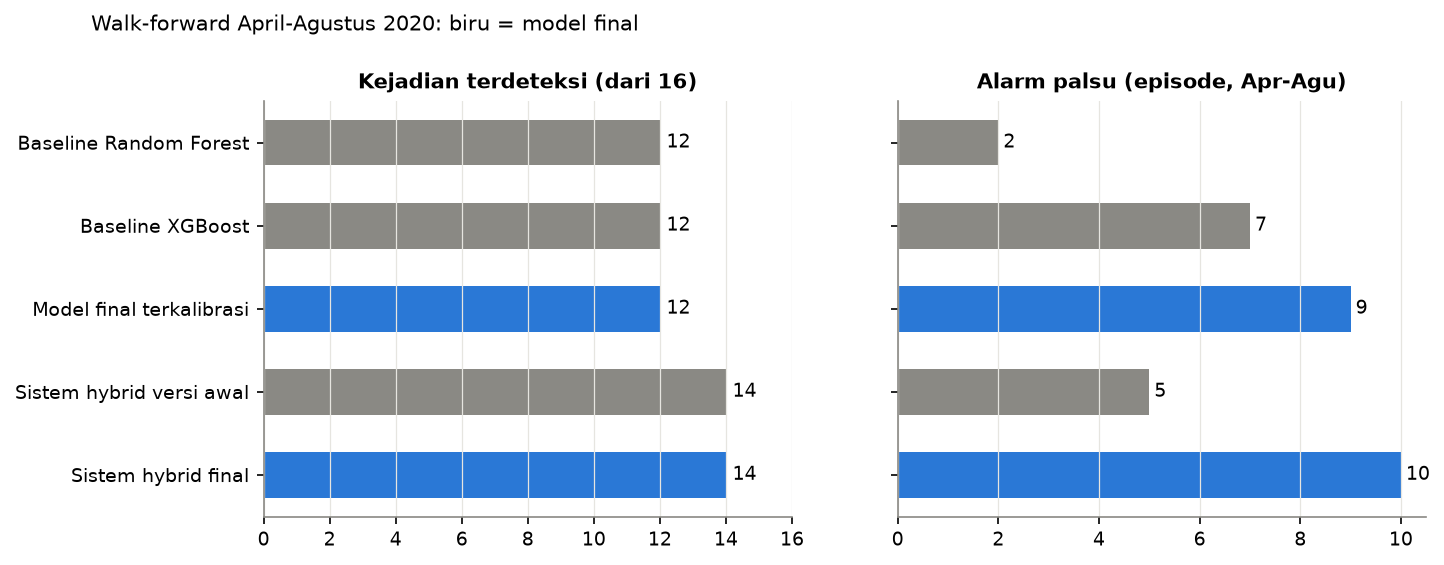 Walk-forward April-Agustus 2020: biru = model final
Kejadian terdeteksi (dari 16)
Baseline Random Forest 12
Baseline XGBoost 12
Model final terkalibrasi 12
Sistem hybrid versi awal 14
Sistem hybrid final 14
0 2 4 6 8 10 12 14 16
Alarm palsu (episode, Apr-Agu)
2
7
9
5
10
0 2 4 6 8 10